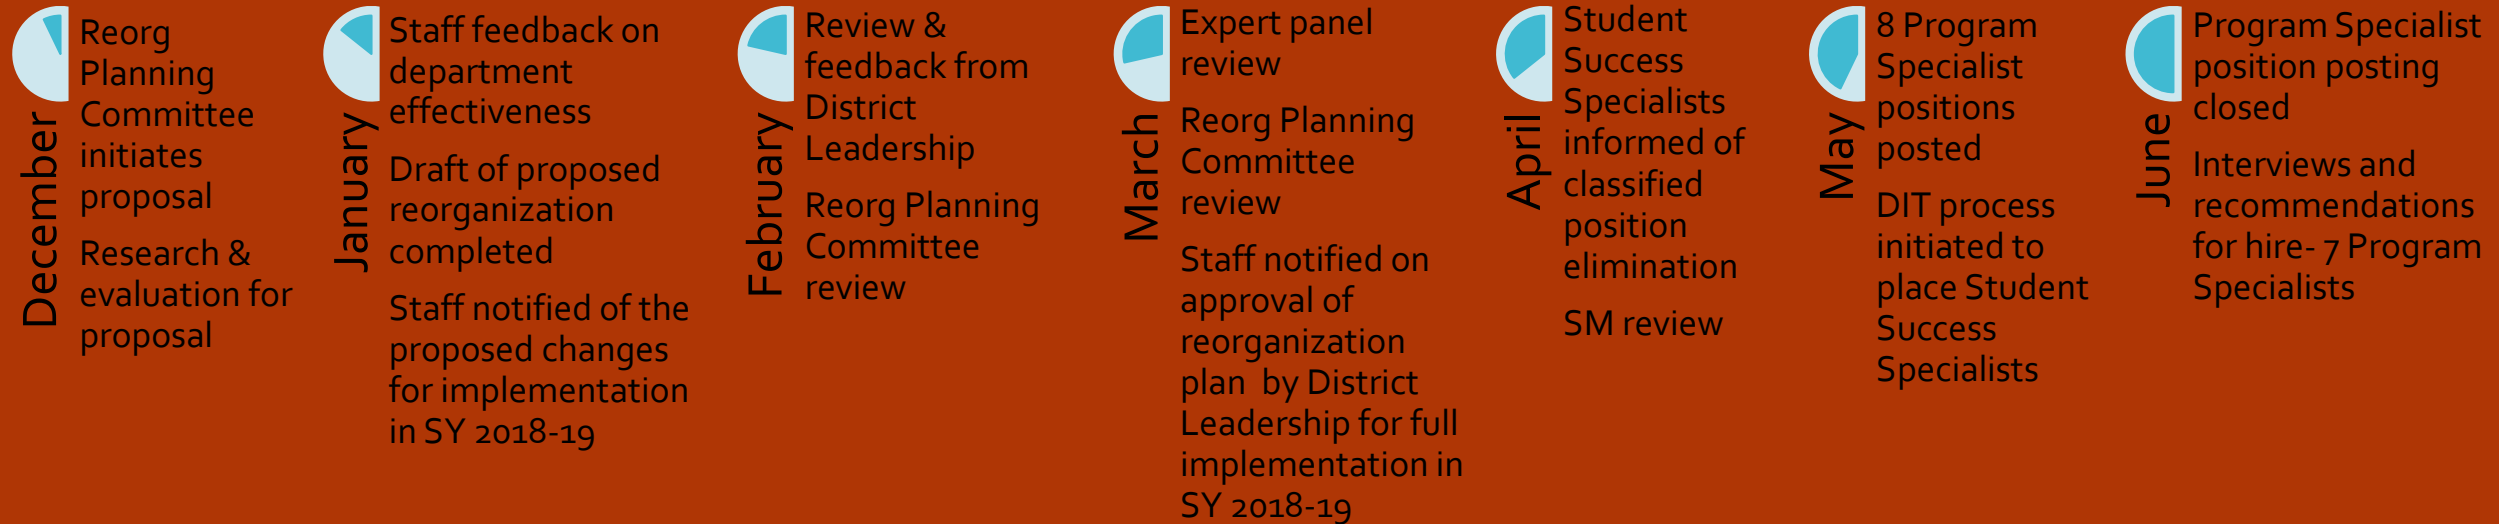 December
Reorg
Planning
Committee
initiates
proposal
Research &
evaluation for
proposal
January
Staff feedback on
department
effectiveness
Draft of proposed
reorganization
completed
Staff notified of the
proposed changes
for implementation
in SY 2018-19
February
Review &
feedback from
District
Leadership
Reorg Planning
Committee
review
March
Expert panel
review
Reorg Planning
Committee
review
Staff notified on
approval of
reorganization
plan  by District
Leadership for full
implementation in
SY 2018-19
April
Student
Success
Specialists
informed of
classified
position
elimination
SM review
May
8 Program
Specialist
positions
posted
DIT process
initiated to
place Student
Success
Specialists
June
Program Specialist
position posting
closed
Interviews and
recommendations
for hire- 7 Program
Specialists